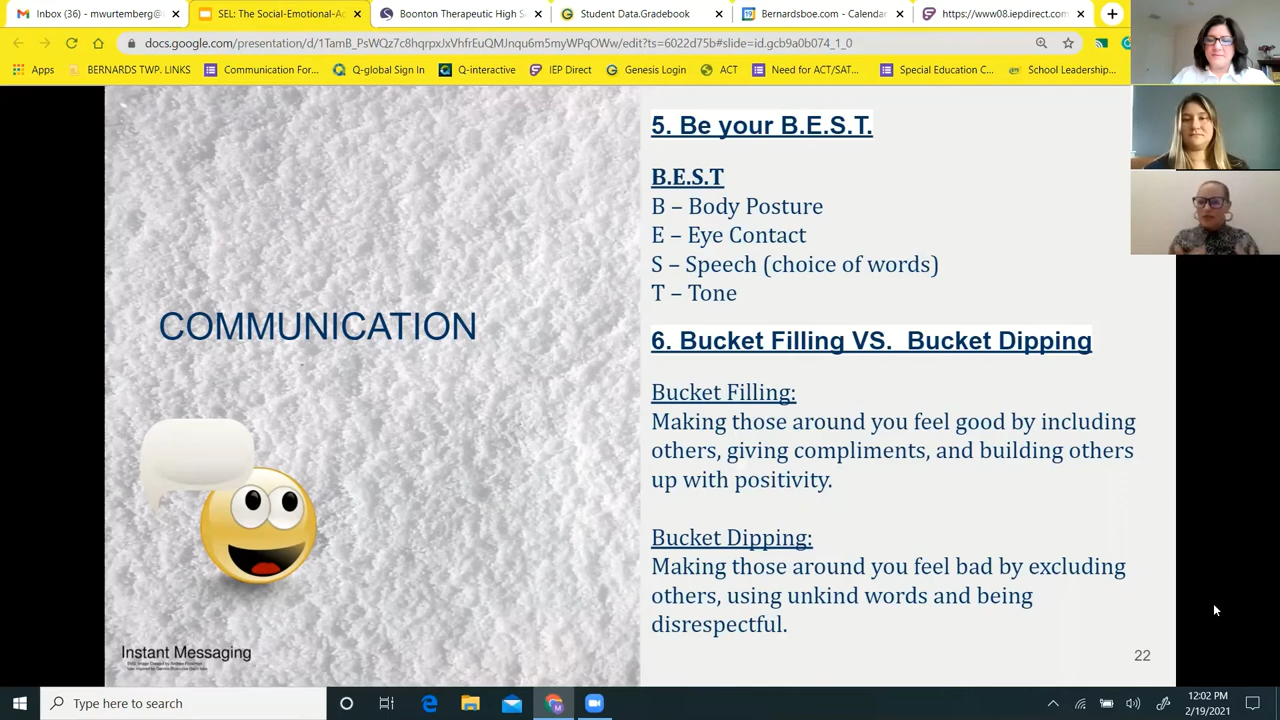 Inbox (36) - mwurtemberg@
SEL: The Social-Emotional-Ac
Boonton Therapeutic High S
Student Data.Gradebook
Bernardsboe.com - Calendar
https://www08.iepdirect.com
docs.google.com/presentation/d/1TamB_PsWQz7c8hqrpxJxVhfrEuQMJrqu6m5myWPqOWw/edit?ts=6022d75b#slide=id.gcb9a0b074_1_0
Apps
BERNARDS TWP. LINKS
Communication For...
Q-global Sign In
Q-interactive
IEP Direct
Genesis Login
ACT
Need for ACT/SAT...
Special Education C...
School Leadership...
COMMUNICATION
Instant Messaging
5. Be your B.E.S.T.
B.E.S.T
B – Body Posture
E – Eye Contact
S – Speech (choice of words)
T – Tone
6. Bucket Filling VS. Bucket Dipping
Bucket Filling:
Making those around you feel good by including
others, giving compliments, and building others
up with positivity.
Bucket Dipping:
Making those around you feel bad by excluding
others, using unkind words and being
disrespectful.
22
Type here to search
12:02 PM
2/19/2021